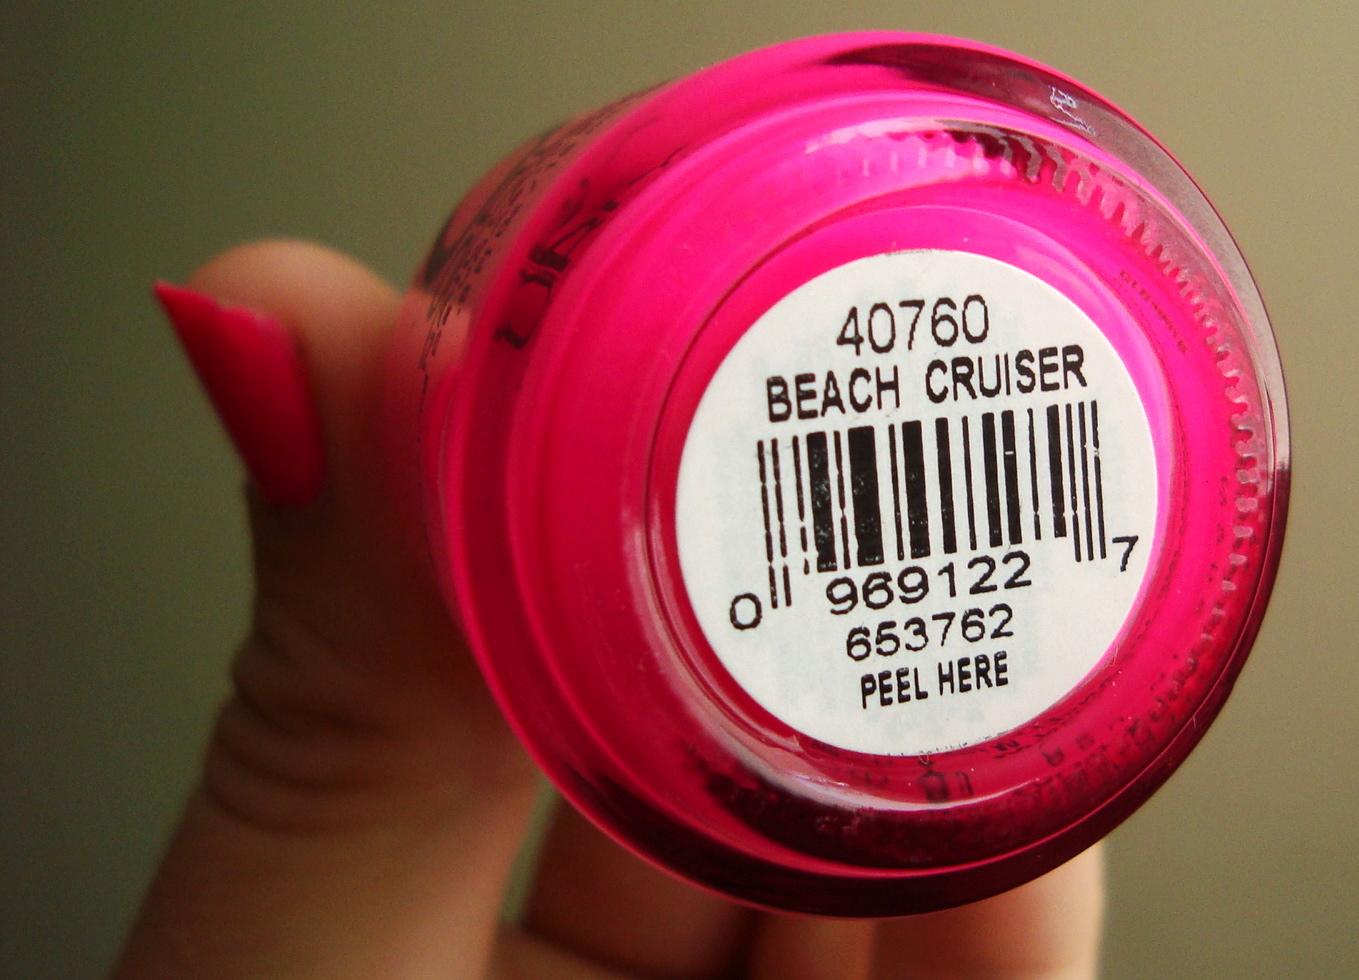 40760
BEACH CRUISER
0 969122 7
653762
PEEL HERE